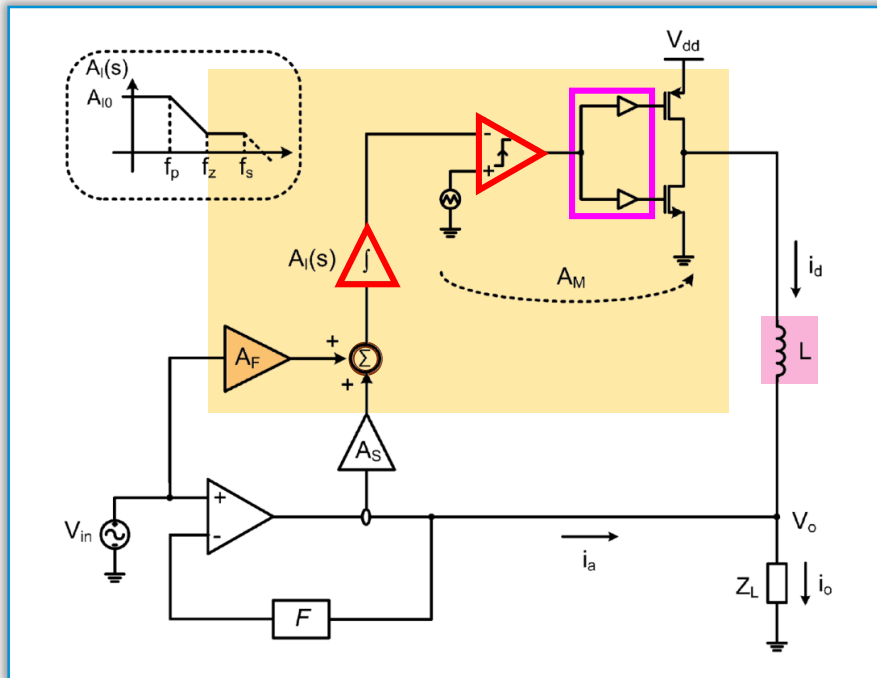 V_dd
A_I(s)
A_I0
f_p f_z f_s
-
+
A_I(s) ∫
A_M
i_d
L
A_F
+
Σ
+
A_S
V_in
+
-
V_o
i_a
F
Z_L
i_o